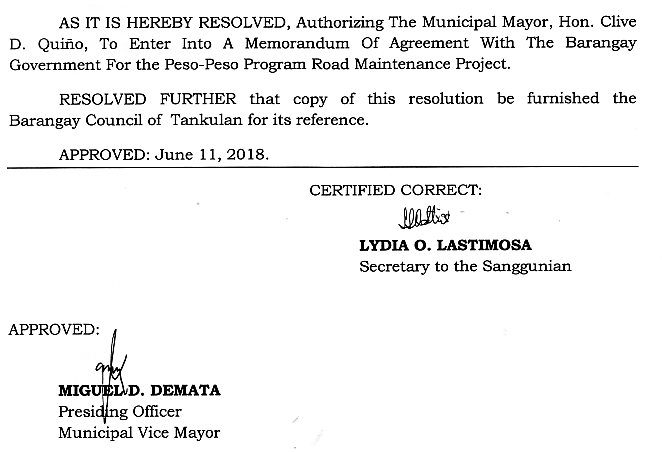 AS IT IS HEREBY RESOLVED, Authorizing The Municipal Mayor, Hon. Clive
D. Quiño, To Enter Into A Memorandum Of Agreement With The Barangay
Government For the Peso-Peso Program Road Maintenance Project.
RESOLVED FURTHER that copy of this resolution be furnished the
Barangay Council of Tankulan for its reference.
APPROVED: June 11, 2018.
CERTIFIED CORRECT:
LYDIA O. LASTIMOSA
Secretary to the Sanggunian
APPROVED:
MIGUEL D. DEMATA
Presiding Officer
Municipal Vice Mayor